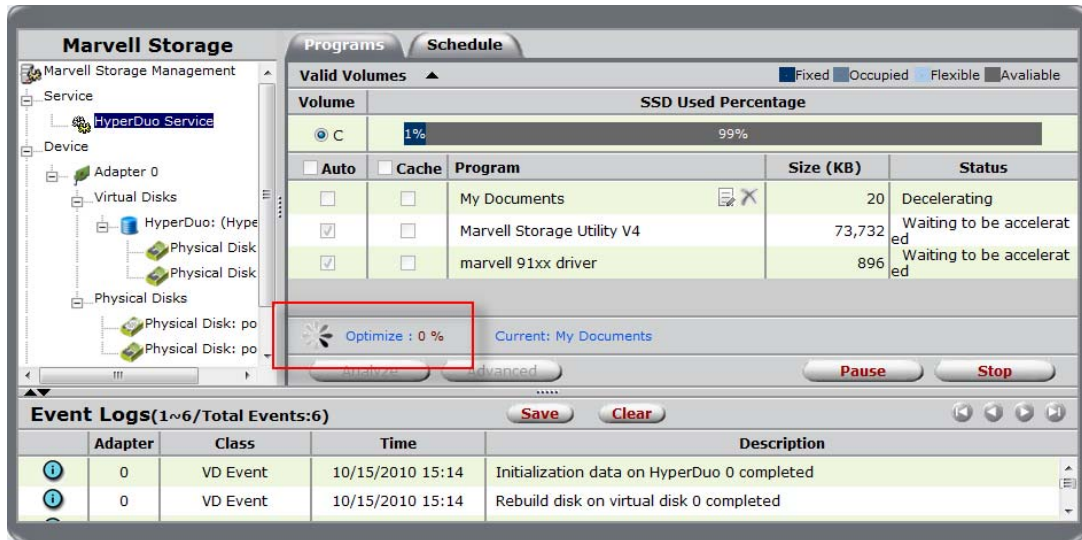 Marvell Storage
Marvell Storage Management
Service
HyperDuo Service
Device
Adapter 0
Virtual Disks
HyperDuo: (Hype
Physical Disk
Physical Disk
Physical Disks
Physical Disk: po
Physical Disk: po
Programs
Schedule
Valid Volumes
Fixed
Occupied
Flexible
Avaliable
Volume
SSD Used Percentage
C
1%
99%
Auto
Cache
Program
Size (KB)
Status
My Documents
20
Decelerating
Marvell Storage Utility V4
73,732
Waiting to be accelerat
ed
marvell 91xx driver
896
Waiting to be accelerat
ed
Optimize : 0 %
Current: My Documents
Analyze
Advanced
Pause
Stop
Event Logs(1~6/Total Events:6)
Save
Clear
Adapter
Class
Time
Description
0
VD Event
10/15/2010 15:14
Initialization data on HyperDuo 0 completed
0
VD Event
10/15/2010 15:14
Rebuild disk on virtual disk 0 completed